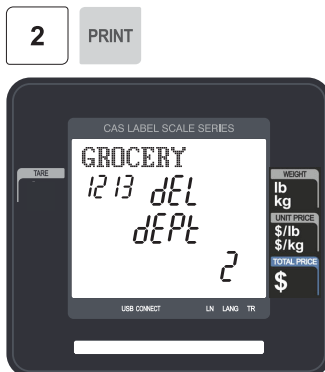 2 PRINT
CAS LABEL SCALE SERIES
GROCERY
1213 dEL
dEPt
2
TARE
WEIGHT
lb
kg
UNIT PRICE
$/lb
$/kg
TOTAL PRICE
$
USB CONNECT LN LANG TR